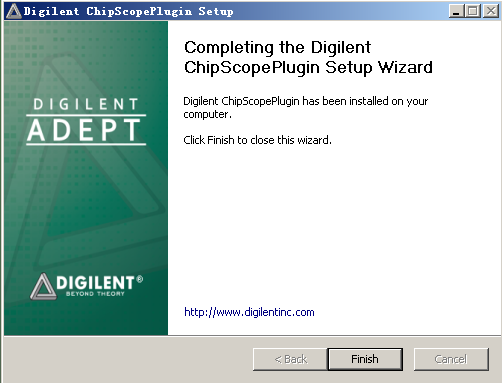 Digilent ChipScopePlugin Setup
Completing the Digilent
ChipScopePlugin Setup Wizard
Digilent ChipScopePlugin has been installed on your
computer.
Click Finish to close this wizard.
DIGILENT
ADEPT
DIGILENT®
BEYOND THEORY
http://www.digilentinc.com
< Back
Finish
Cancel